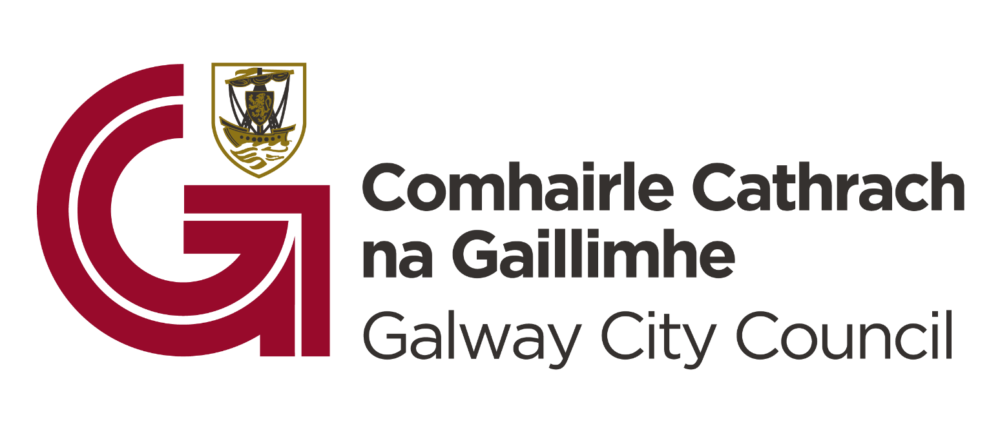 Comhairle Cathrach
na Gaillimhe
Galway City Council